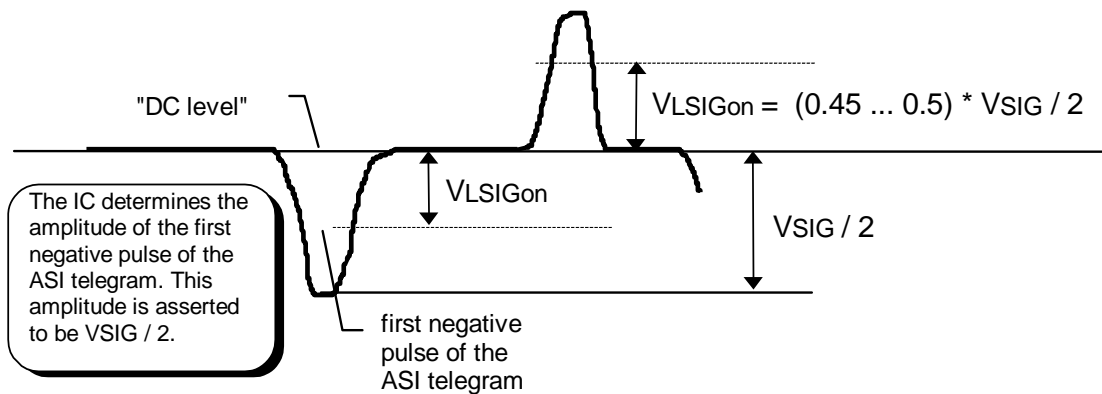 "DC level"
VLSIGon = (0.45 ... 0.5) * VSIG / 2
The IC determines the
amplitude of the first
negative pulse of the
ASI telegram. This
amplitude is asserted
to be VSIG / 2.
VLSIGon
VSIG / 2
first negative
pulse of the
ASI telegram